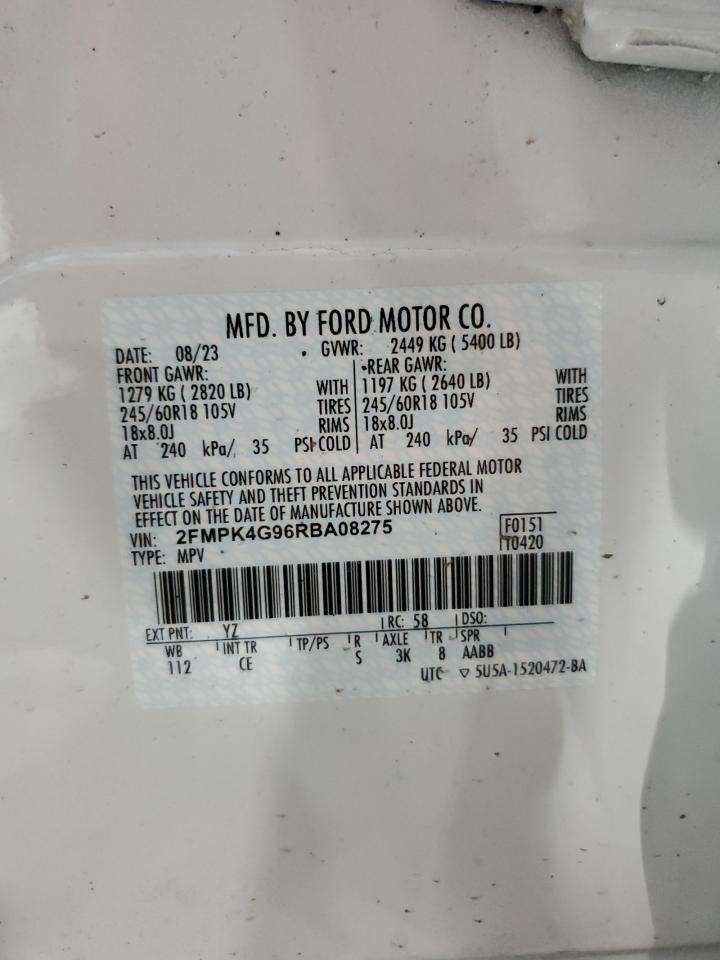 MFD. BY FORD MOTOR CO.
DATE: 08/23 GVWR: 2449 KG ( 5400 LB)
FRONT GAWR: REAR GAWR:
1279 KG ( 2820 LB) WITH 1197 KG ( 2640 LB) WITH
245/60R18 105V TIRES 245/60R18 105V TIRES
18x8.0J RIMS 18x8.0J RIMS
AT 240 kPa/ 35 PSI COLD AT 240 kPa/ 35 PSI COLD
THIS VEHICLE CONFORMS TO ALL APPLICABLE FEDERAL MOTOR
VEHICLE SAFETY AND THEFT PREVENTION STANDARDS IN
EFFECT ON THE DATE OF MANUFACTURE SHOWN ABOVE.
VIN: 2FMPK4G96RBA08275 F0151
TYPE: MPV T0420
EXT PNT: YZ RC: 58 DSO:
WB INT TR TP/PS R AXLE TR SPR
112 CE S 3K 8 AABB
UTC ▽ 5U5A-1520472-BA